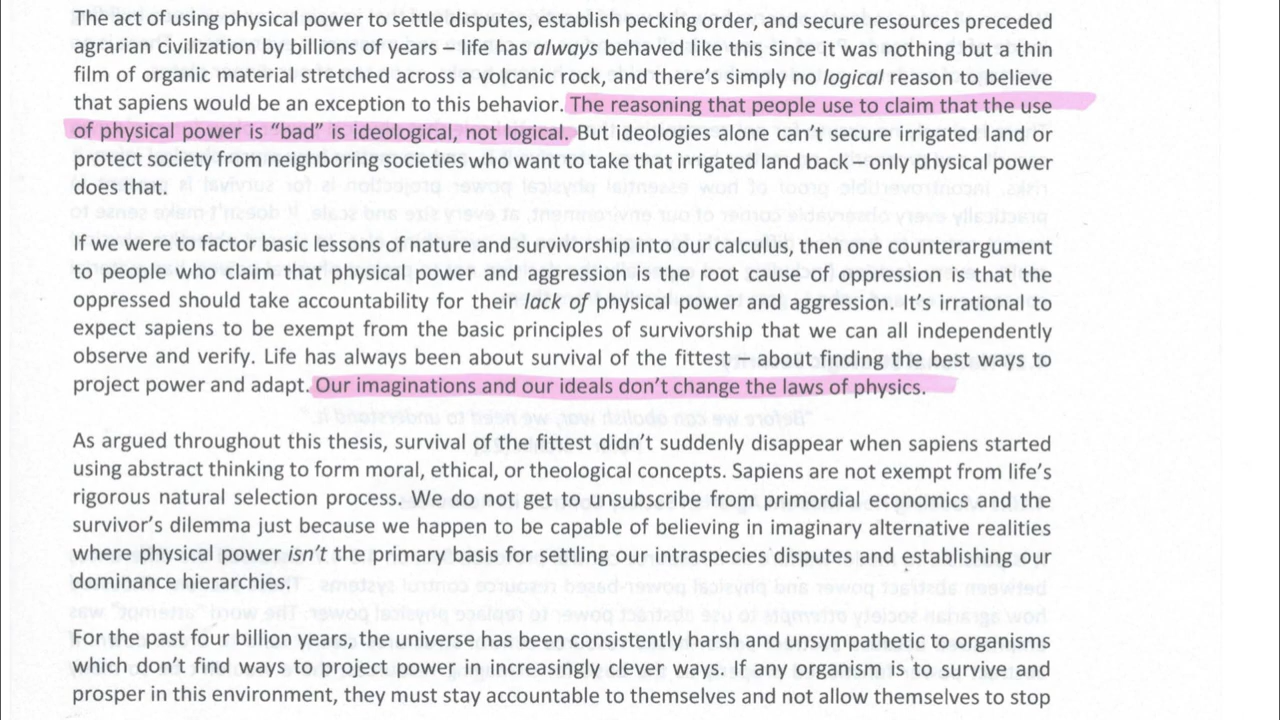 The act of using physical power to settle disputes, establish pecking order, and secure resources preceded
agrarian civilization by billions of years – life has always behaved like this since it was nothing but a thin
film of organic material stretched across a volcanic rock, and there’s simply no logical reason to believe
that sapiens would be an exception to this behavior. The reasoning that people use to claim that the use
of physical power is “bad” is ideological, not logical. But ideologies alone can’t secure irrigated land or
protect society from neighboring societies who want to take that irrigated land back – only physical power
does that.
If we were to factor basic lessons of nature and survivorship into our calculus, then one counterargument
to people who claim that physical power and aggression is the root cause of oppression is that the
oppressed should take accountability for their lack of physical power and aggression. It’s irrational to
expect sapiens to be exempt from the basic principles of survivorship that we can all independently
observe and verify. Life has always been about survival of the fittest – about finding the best ways to
project power and adapt. Our imaginations and our ideals don’t change the laws of physics.
As argued throughout this thesis, survival of the fittest didn’t suddenly disappear when sapiens started
using abstract thinking to form moral, ethical, or theological concepts. Sapiens are not exempt from life’s
rigorous natural selection process. We do not get to unsubscribe from primordial economics and the
survivor’s dilemma just because we happen to be capable of believing in imaginary alternative realities
where physical power isn’t the primary basis for settling our intraspecies disputes and establishing our
dominance hierarchies.
For the past four billion years, the universe has been consistently harsh and unsympathetic to organisms
which don’t find ways to project power in increasingly clever ways. If any organism is to survive and
prosper in this environment, they must stay accountable to themselves and not allow themselves to stop